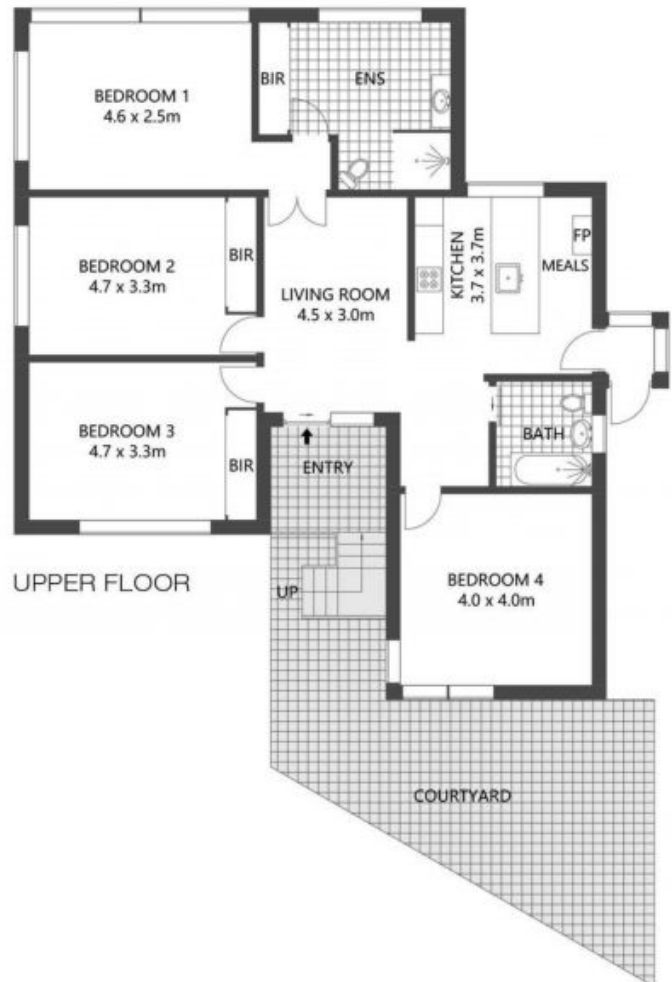 BEDROOM 1
4.6 x 2.5m
BIR
ENS
BEDROOM 2
4.7 x 3.3m
BIR
LIVING ROOM
4.5 x 3.0m
KITCHEN
3.7 x 3.7m
FP
MEALS
BEDROOM 3
4.7 x 3.3m
BIR
ENTRY
BATH
UPPER FLOOR
UP
BEDROOM 4
4.0 x 4.0m
COURTYARD